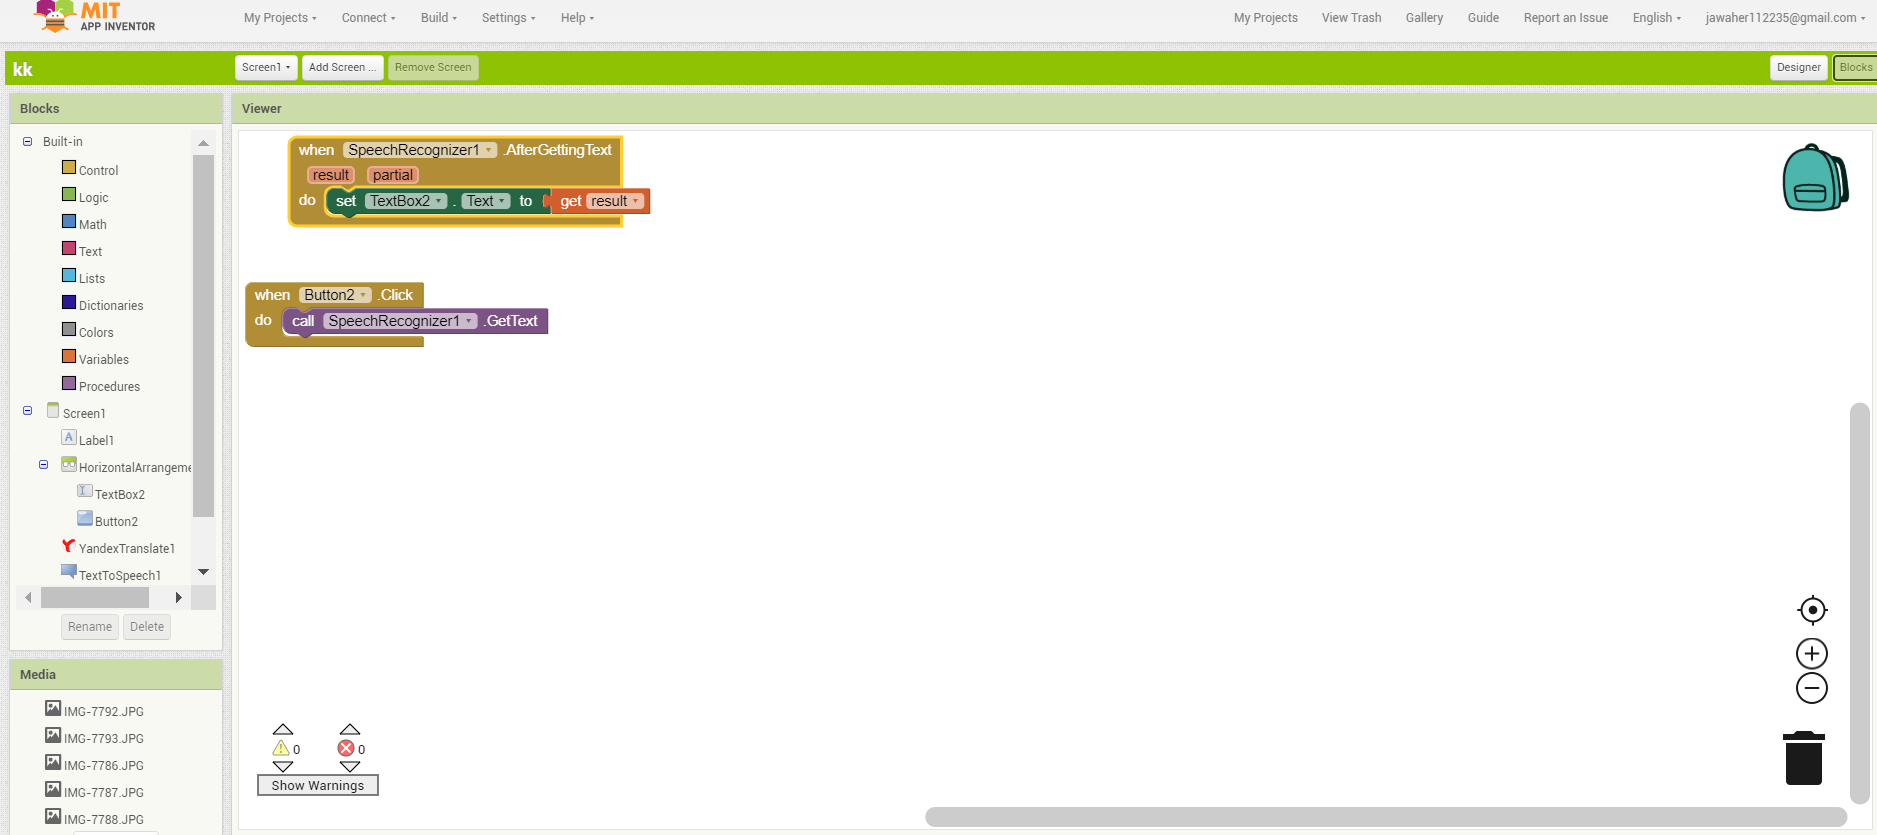 MIT
APP INVENTOR
My Projects
Connect
Build
Settings
Help
My Projects
View Trash
Gallery
Guide
Report an Issue
English
jawaher112235@gmail.com
kk
Screen1
Add Screen ...
Remove Screen
Designer
Blocks
Blocks
Viewer
Built-in
Control
Logic
Math
Text
Lists
Dictionaries
Colors
Variables
Procedures
Screen1
Label1
HorizontalArrangeme
TextBox2
Button2
YandexTranslate1
TextToSpeech1
Rename
Delete
Media
IMG-7792.JPG
IMG-7793.JPG
IMG-7786.JPG
IMG-7787.JPG
IMG-7788.JPG
when SpeechRecognizer1 .AfterGettingText
result partial
do set TextBox2 . Text to get result
when Button2 .Click
do call SpeechRecognizer1 .GetText
0 0
Show Warnings